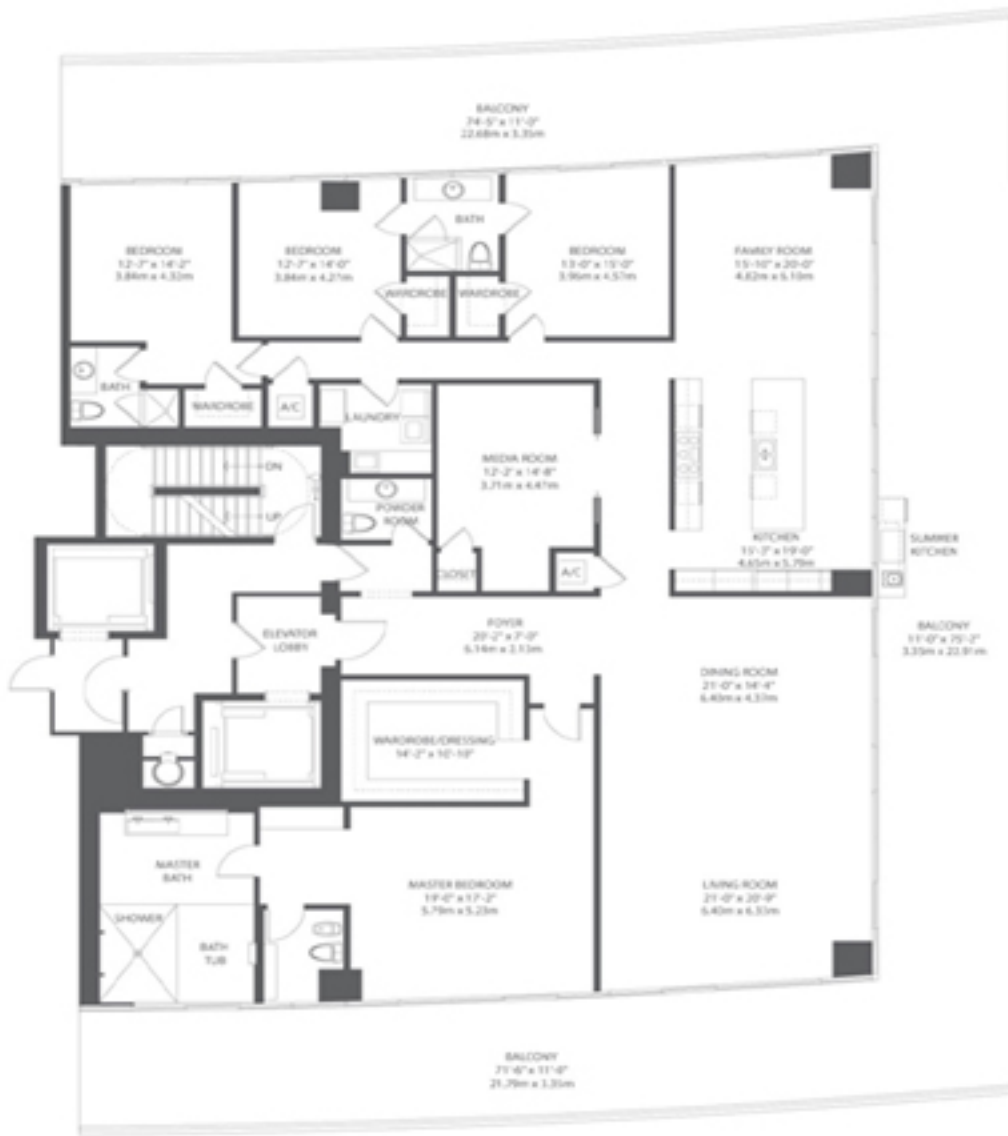 BALCONY
74'-5" x 11'-0"
22.68m x 3.35m
BEDROOM
12'-7" x 14'-2"
3.84m x 4.32m
BEDROOM
12'-7" x 14'-0"
3.84m x 4.27m
BATH
BEDROOM
13'-0" x 15'-0"
3.96m x 4.57m
FAMILY ROOM
15'-10" x 20'-0"
4.82m x 6.10m
WARDROBE
WARDROBE
BATH
WARDROBE
A/C
LAUNDRY
MEDIA ROOM
12'-2" x 14'-8"
3.71m x 4.47m
DN
UP
POWDER
ROOM
CLOSET
A/C
KITCHEN
15'-3" x 19'-0"
4.65m x 5.79m
SUMMER
KITCHEN
ELEVATOR
LOBBY
FOYER
20'-2" x 7'-0"
6.14m x 2.13m
BALCONY
11'-0" x 75'-2"
3.35m x 22.91m
DINING ROOM
21'-0" x 14'-4"
6.40m x 4.37m
WARDROBE/DRESSING
14'-2" x 10'-10"
MASTER
BATH
MASTER BEDROOM
19'-0" x 17'-2"
5.79m x 5.23m
LIVING ROOM
21'-0" x 20'-9"
6.40m x 6.33m
SHOWER
BATH
TUB
BALCONY
71'-6" x 11'-0"
21.79m x 3.35m